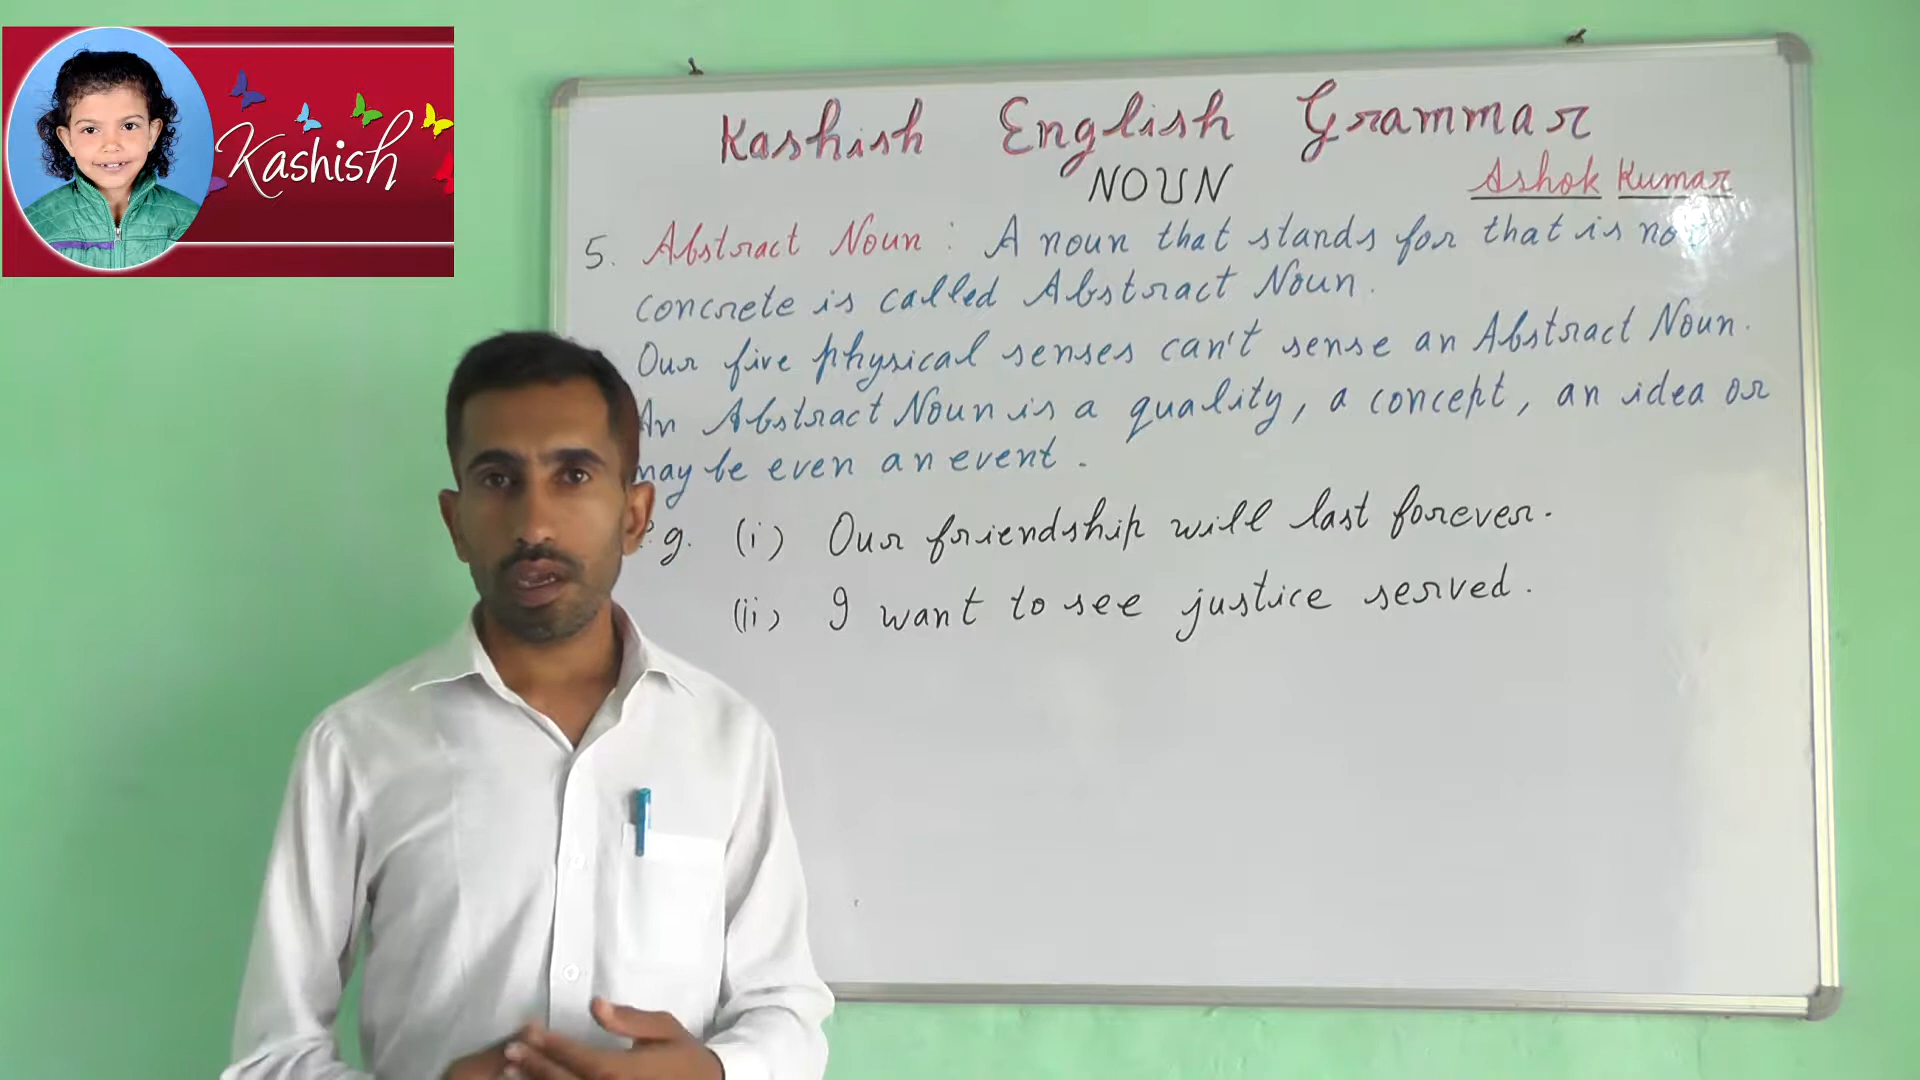 Kashish
Kashish English Grammar
NOUN
Ashok Kumar
5. Abstract Noun : A noun that stands for that is no
concrete is called Abstract Noun.
Our five physical senses can't sense an Abstract Noun.
An Abstract Noun is a quality, a concept, an idea or
may be even an event.
e.g. (i) Our friendship will last forever.
(ii) I want to see justice served.